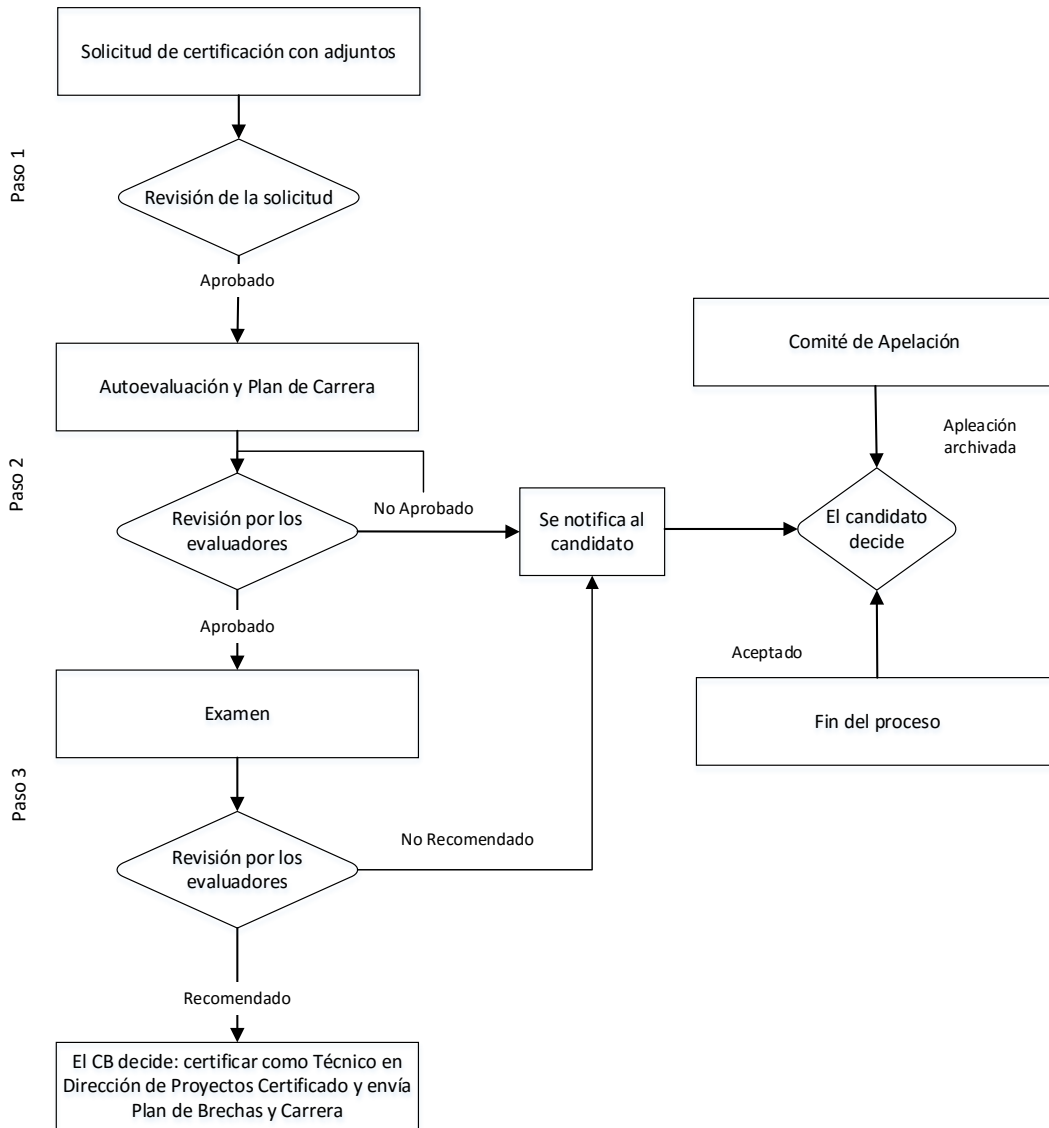 Solicitud de certificación con adjuntos
Paso 1
Revisión de la solicitud
Aprobado
Autoevaluación y Plan de Carrera
Comité de Apelación
Apleación
archivada
Paso 2
No Aprobado
Revisión por los
evaluadores
Se notifica al
candidato
El candidato
decide
Aprobado
Aceptado
Examen
Fin del proceso
Paso 3
No Recomendado
Revisión por los
evaluadores
Recomendado
El CB decide: certificar como Técnico en
Dirección de Proyectos Certificado y envía
Plan de Brechas y Carrera